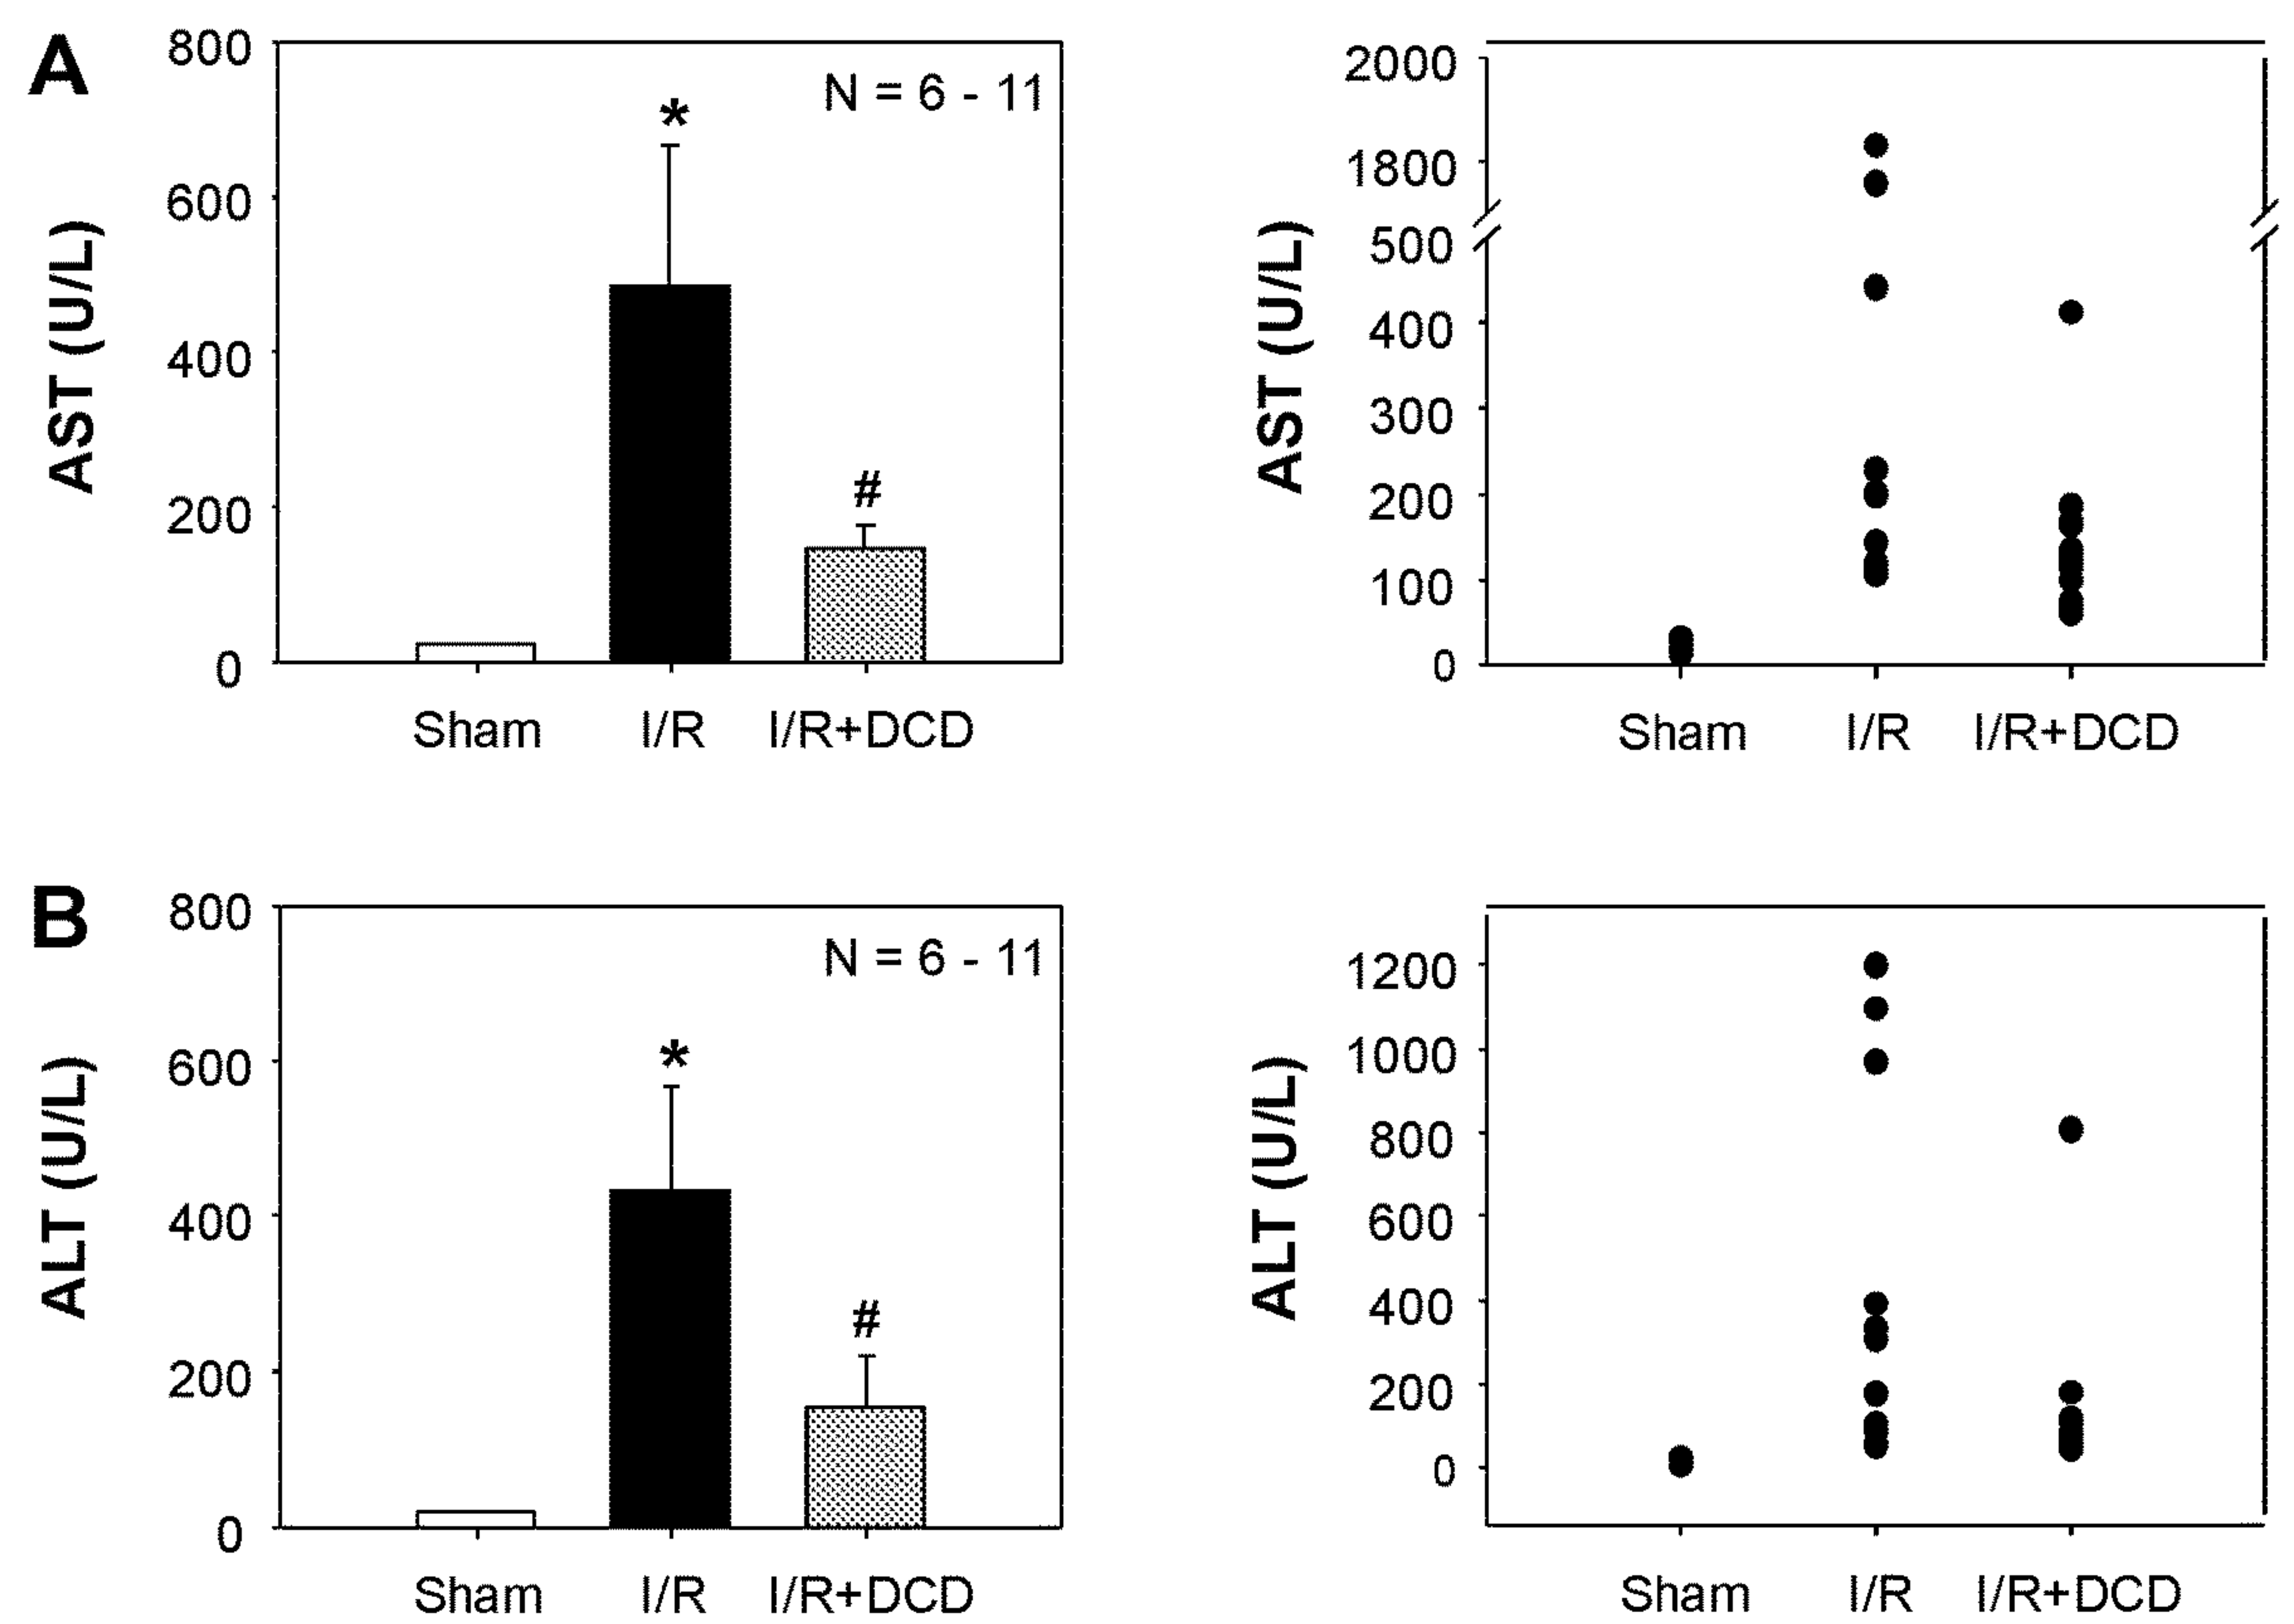 A
AST (U/L)
800
600
400
200
0
N = 6 - 11
*
#
Sham I/R I/R+DCD
AST (U/L)
2000
1800
500
400
300
200
100
0
Sham I/R I/R+DCD
B
ALT (U/L)
800
600
400
200
0
N = 6 - 11
*
#
Sham I/R I/R+DCD
ALT (U/L)
1200
1000
800
600
400
200
0
Sham I/R I/R+DCD